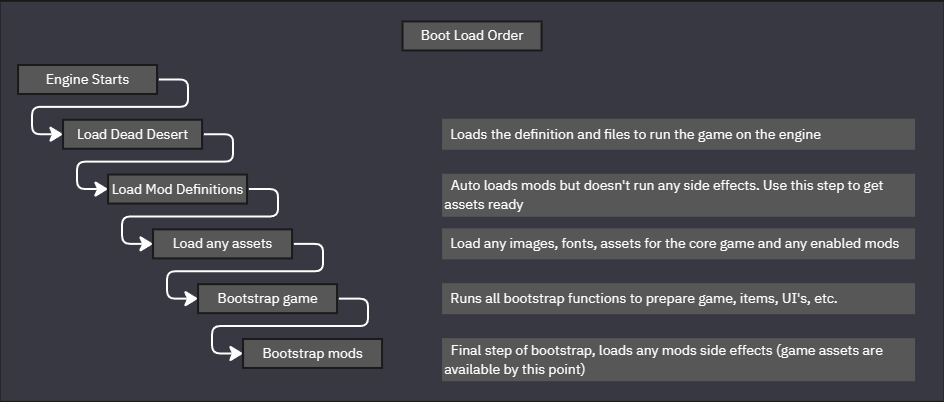 Boot Load Order
Engine Starts
Load Dead Desert
Loads the definition and files to run the game on the engine
Load Mod Definitions
Auto loads mods but doesn't run any side effects. Use this step to get
assets ready
Load any assets
Load any images, fonts, assets for the core game and any enabled mods
Bootstrap game
Runs all bootstrap functions to prepare game, items, UI's, etc.
Bootstrap mods
Final step of bootstrap, loads any mods side effects (game assets are
available by this point)